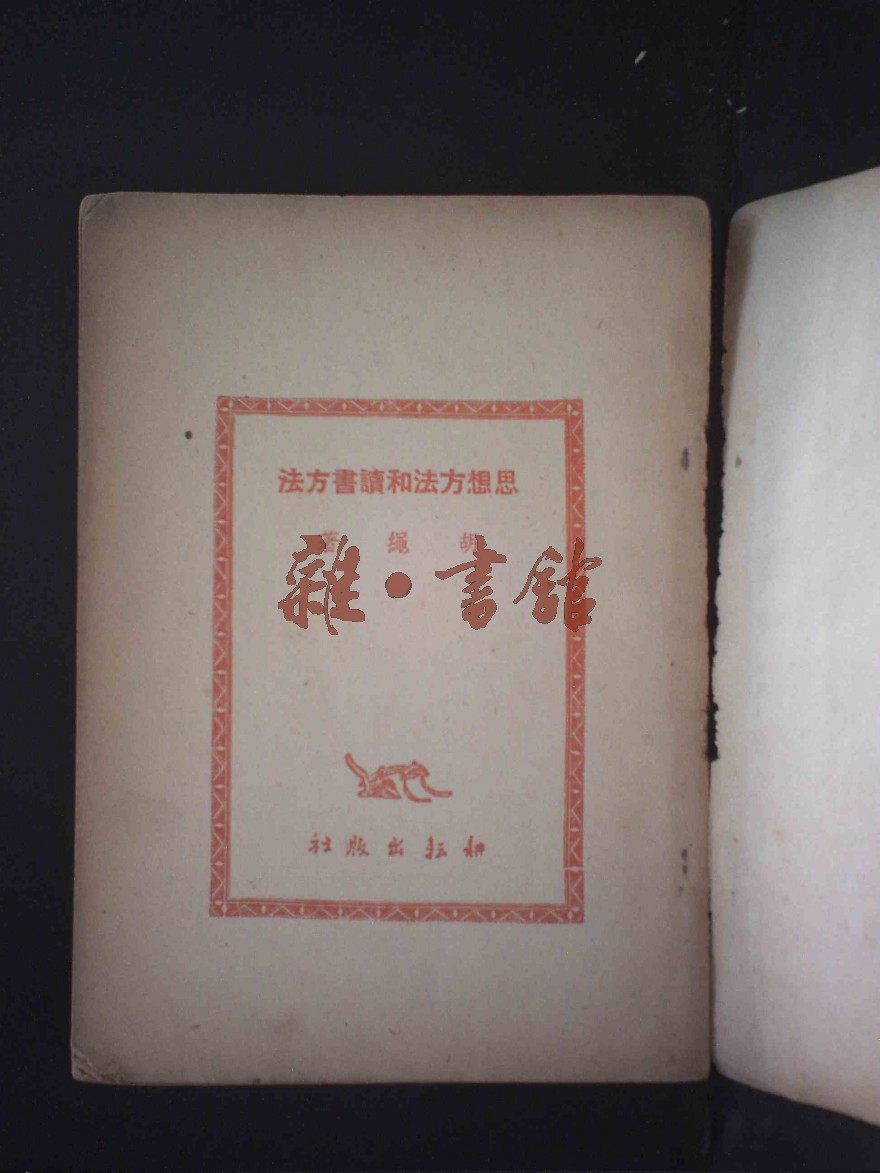 思想方法和讀書方法
胡繩著
雜·書館
耕耘出版社